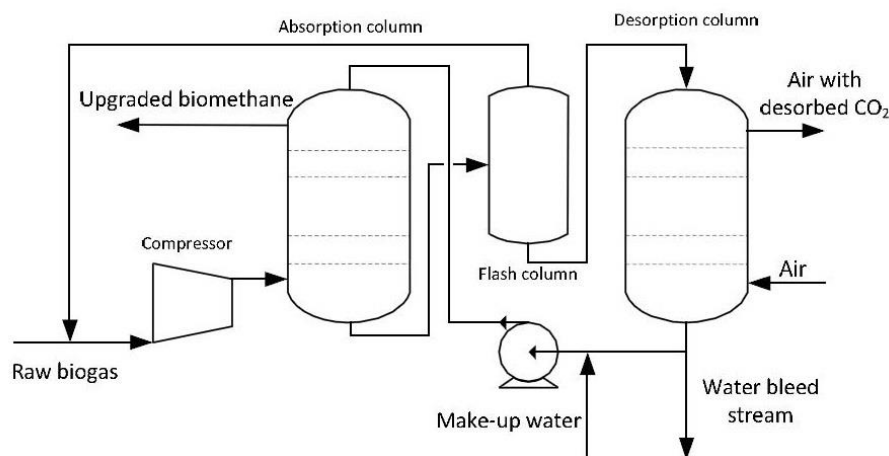 Absorption column
Desorption column
Upgraded biomethane
Air with
desorbed CO₂
Compressor
Flash column
Air
Raw biogas
Make-up water
Water bleed
stream